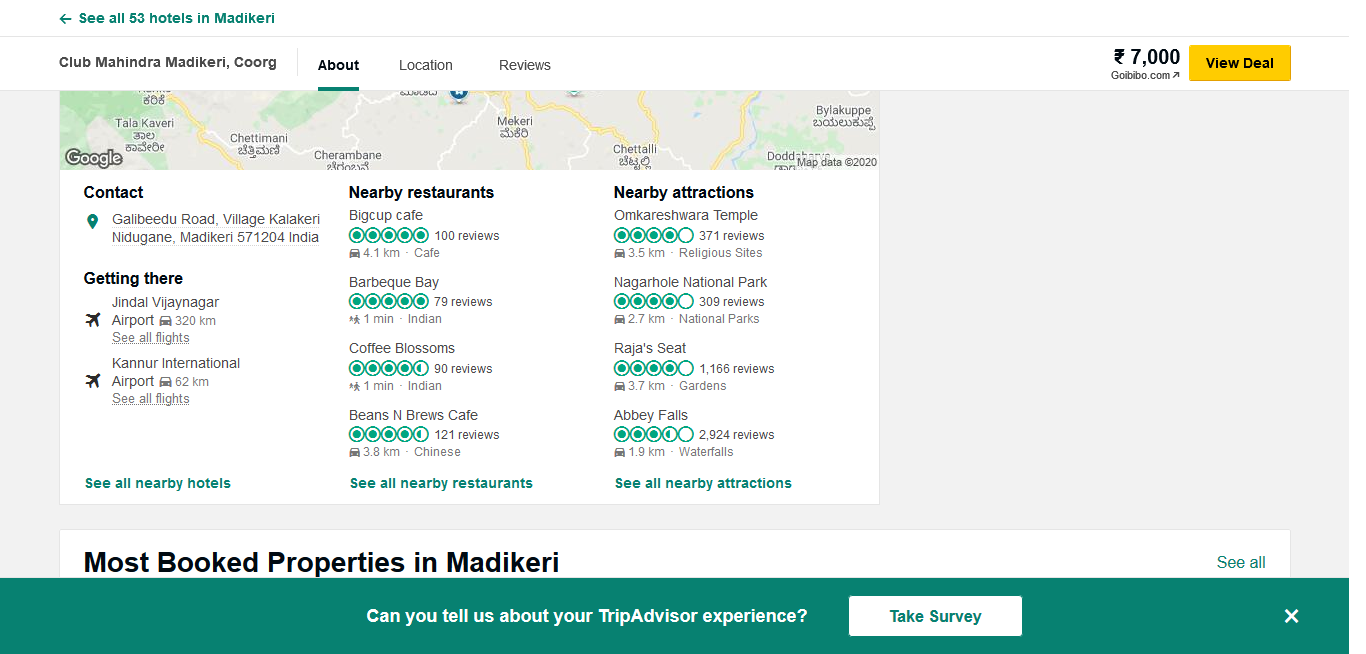 ← See all 53 hotels in Madikeri
Club Mahindra Madikeri, Coorg
About
Location
Reviews
₹ 7,000
Goibibo.com
View Deal
ಕರಿಕೆ
Tala Kaveri
ತಾಲ
ಕಾವೇರೀ
Chettimani
ಚೆತ್ತಿಮಣಿ
Cherambane
ಚೆರಂಬನೆ
Mekeri
ಮೆಕೆರಿ
Chettalli
ಚೆಟ್ಟಳ್ಳಿ
Bylakuppe
ಬಯಲುಕುಪ್ಪೆ
Google
Map data ©2020
Contact
Galibeedu Road, Village Kalakeri
Nidugane, Madikeri 571204 India
Getting there
Jindal Vijaynagar
Airport 320 km
See all flights
Kannur International
Airport 62 km
See all flights
See all nearby hotels
Nearby restaurants
Bigcup cafe
100 reviews
4.1 km · Cafe
Barbeque Bay
79 reviews
1 min · Indian
Coffee Blossoms
90 reviews
1 min · Indian
Beans N Brews Cafe
121 reviews
3.8 km · Chinese
See all nearby restaurants
Nearby attractions
Omkareshwara Temple
371 reviews
3.5 km · Religious Sites
Nagarhole National Park
309 reviews
2.7 km · National Parks
Raja's Seat
1,166 reviews
3.7 km · Gardens
Abbey Falls
2,924 reviews
1.9 km · Waterfalls
See all nearby attractions
Most Booked Properties in Madikeri
See all
Can you tell us about your TripAdvisor experience?
Take Survey